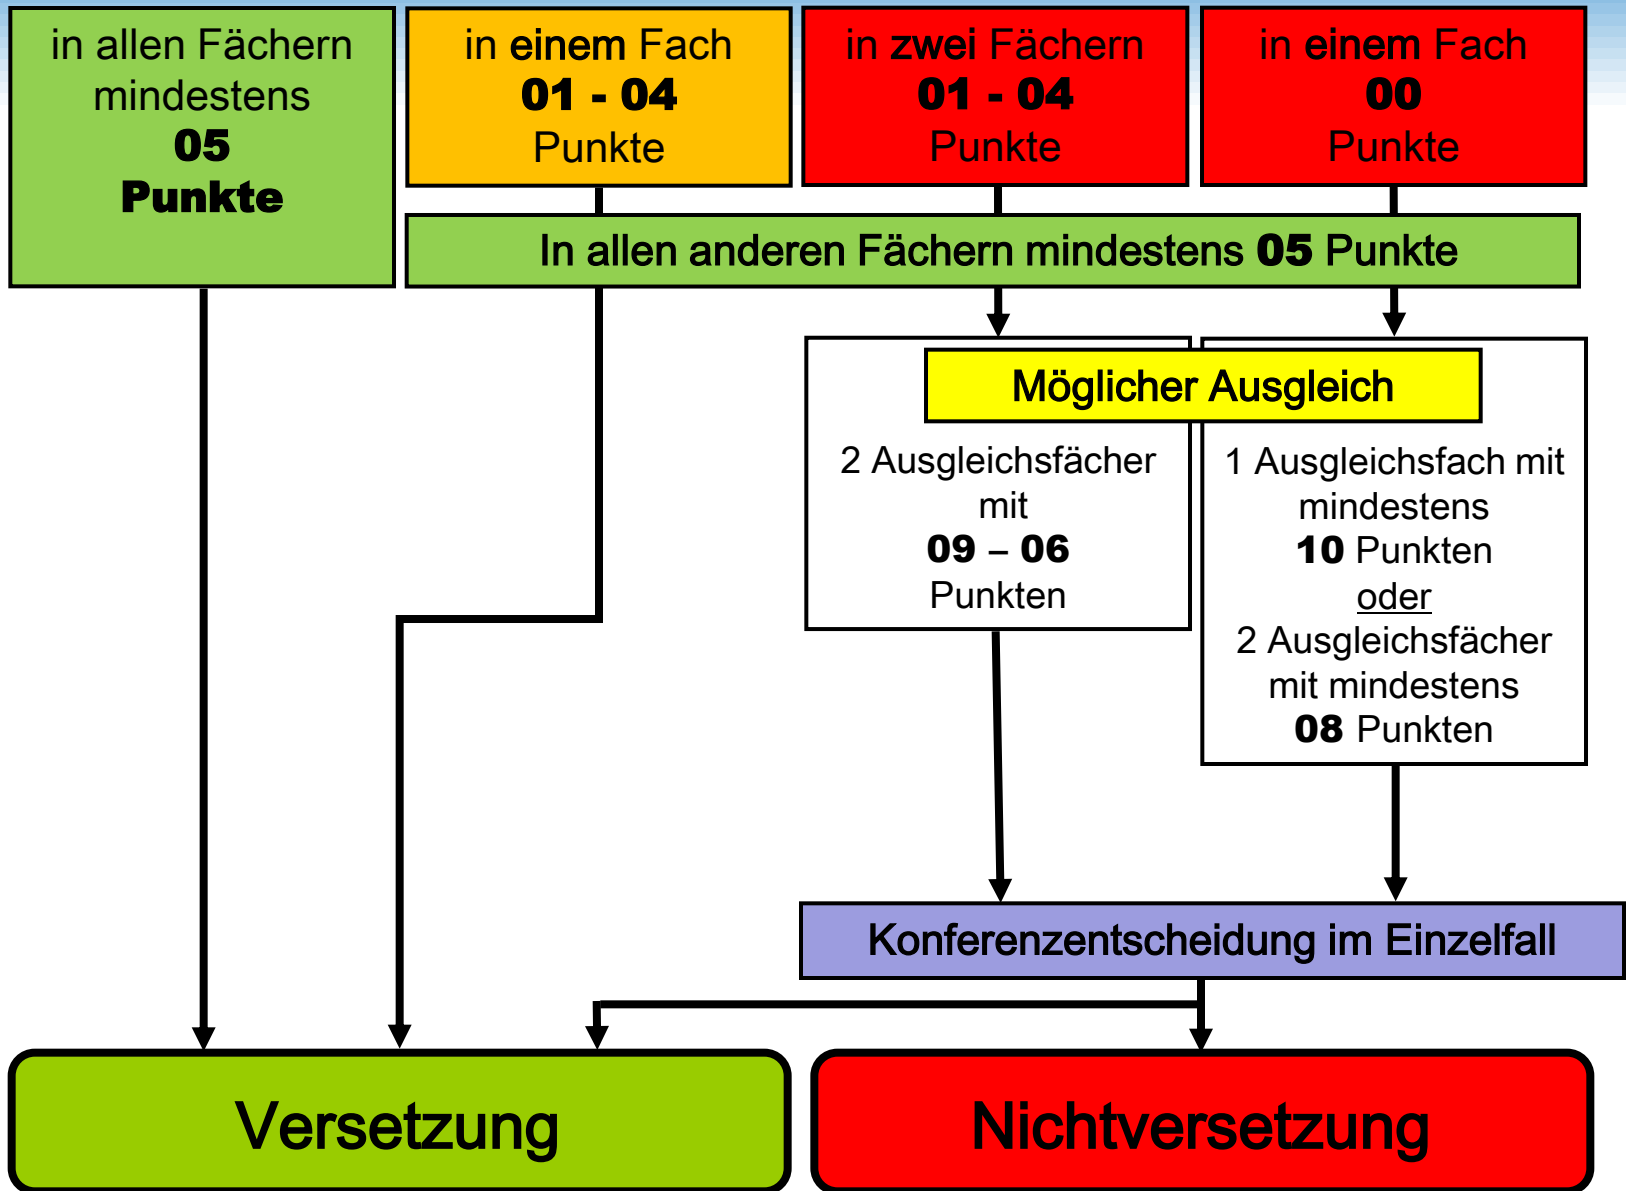 in allen Fächern
mindestens
05
Punkte
in einem Fach
01 - 04
Punkte
in zwei Fächern
01 - 04
Punkte
in einem Fach
00
Punkte
In allen anderen Fächern mindestens 05 Punkte
Möglicher Ausgleich
2 Ausgleichsfächer
mit
09 – 06
Punkten
1 Ausgleichsfach mit
mindestens
10 Punkten
oder
2 Ausgleichsfächer
mit mindestens
08 Punkten
Konferenzentscheidung im Einzelfall
Versetzung
Nichtversetzung